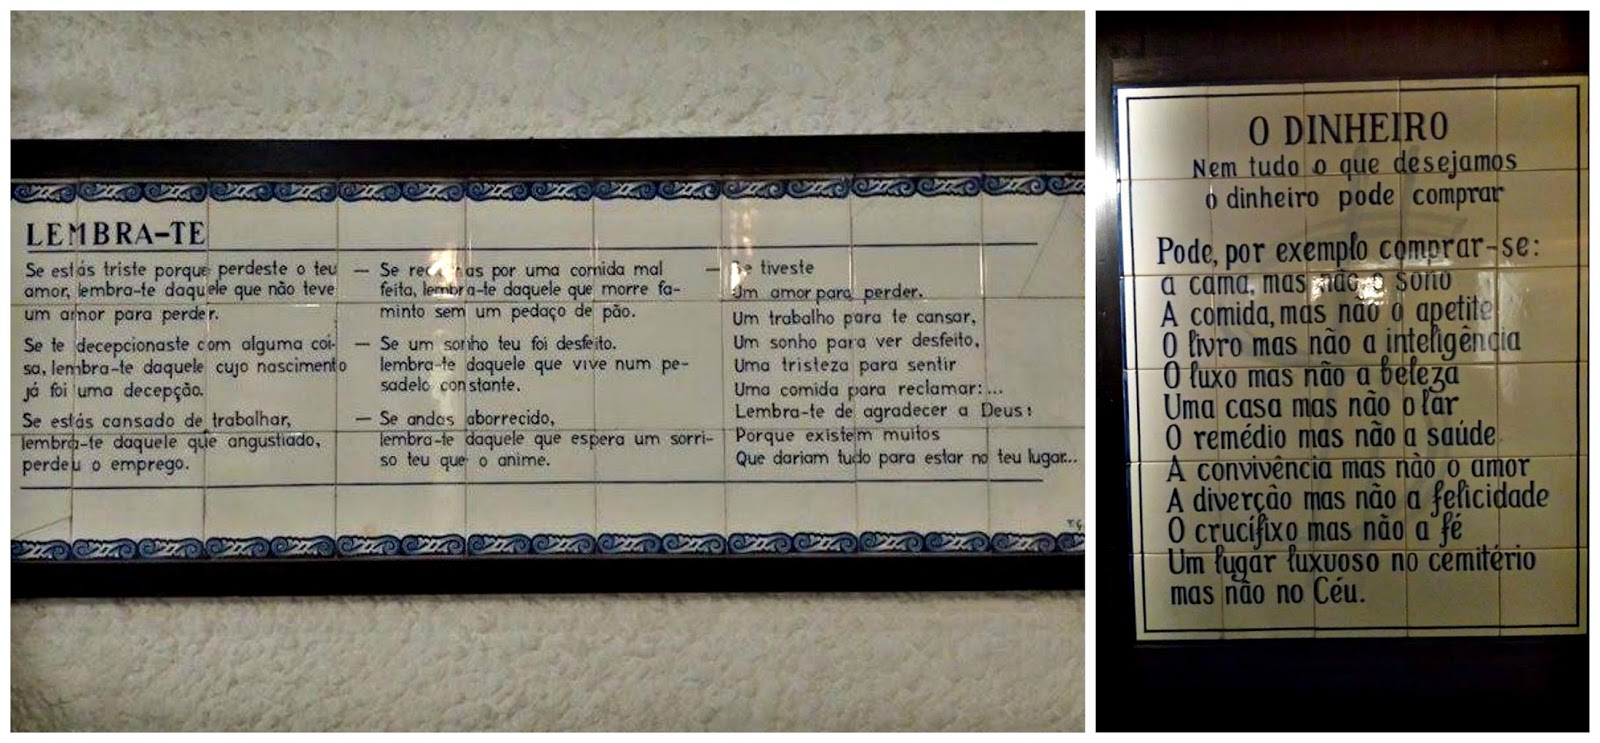 LEMBRA-TE
Se estás triste porque perdeste o teu
amor, lembra-te daquele que não teve
um amor para perder.
Se te decepcionaste com alguma coi-
sa, lembra-te daquele cujo nascimento
já foi uma decepção.
Se estás cansado de trabalhar,
lembra-te daquele que angustiado,
perdeu o emprego.
— Se por uma comida mal
feita, lembra-te daquele que morre fa-
minto sem um pedaço de pão.
— Se um sonho teu foi desfeito.
lembra-te daquele que vive num pe-
sadelo constante.
— Se andas aborrecido,
lembra-te daquele que espera um sorri-
so teu que o anime.
— Se tiveste
Um amor para perder.
Um trabalho para te cansar,
Um sonho para ver desfeito,
Uma tristeza para sentir
Uma comida para reclamar:...
Lembra-te de agradecer a Deus!
Porque existem muitos
Que dariam tudo para estar no teu lugar...
O DINHEIRO
Nem tudo o que desejamos
o dinheiro pode comprar
Pode, por exemplo comprar-se:
a cama, mas não o sono
A comida, mas não o apetite
O livro mas não a inteligência
O luxo mas não a beleza
Uma casa mas não o lar
O remédio mas não a saúde
A convivência mas não o amor
A diverção mas não a felicidade
O crucífixo mas não a fé
Um lugar luxuoso no cemitério
mas não no Céu.